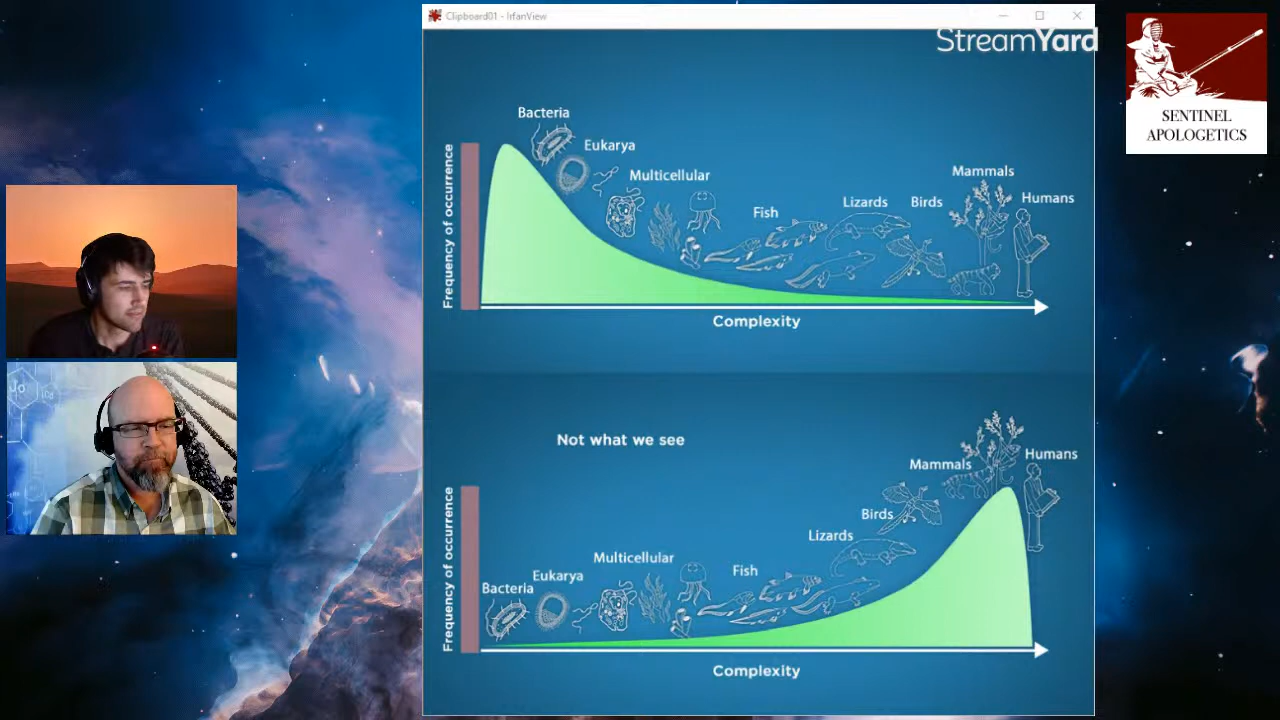 Clipboard01 - IrfanView
StreamYard
SENTINEL
APOLOGETICS
Bacteria
Eukarya
Multicellular
Fish
Lizards
Birds
Mammals
Humans
Frequency of occurrence
Complexity
Not what we see
Bacteria
Eukarya
Multicellular
Fish
Lizards
Birds
Mammals
Humans
Frequency of occurrence
Complexity